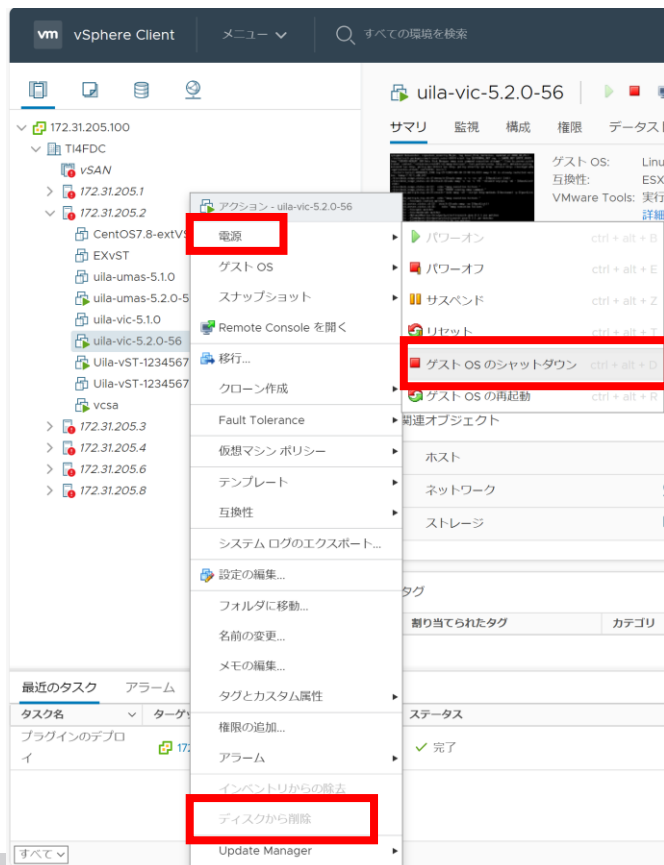 vm vSphere Client メニュー すべての環境を検索
uila-vic-5.2.0-56
サマリ 監視 構成 権限 データスト
172.31.205.100
TI4FDC
vSAN
172.31.205.1
172.31.205.2
CentOS7.8-extVS
EXvST
uila-umas-5.1.0
uila-umas-5.2.0-5
uila-vic-5.1.0
uila-vic-5.2.0-56
Uila-vST-1234567
Uila-vST-1234567
vcsa
172.31.205.3
172.31.205.4
172.31.205.6
172.31.205.8
ゲスト OS: Linu
互換性: ESX
VMware Tools: 実行
詳細
アクション - uila-vic-5.2.0-56
電源
ゲスト OS
スナップショット
Remote Console を開く
移行...
クローン作成
Fault Tolerance
仮想マシン ポリシー
テンプレート
互換性
システム ログのエクスポート...
設定の編集...
フォルダに移動...
名前の変更...
メモの編集...
タグとカスタム属性
権限の追加...
アラーム
インベントリからの除去
ディスクから削除
Update Manager
パワーオン ctrl + alt + B
パワーオフ ctrl + alt + E
サスペンド ctrl + alt + Z
リセット ctrl + alt + T
ゲスト OS のシャットダウン ctrl + alt + D
ゲスト OS の再起動 ctrl + alt + R
関連オブジェクト
ホスト
ネットワーク
ストレージ
タグ
割り当てられたタグ カテゴリ
最近のタスク アラーム
タスク名 ターゲッ ステータス
プラグインのデプロイ 17 完了
すべて